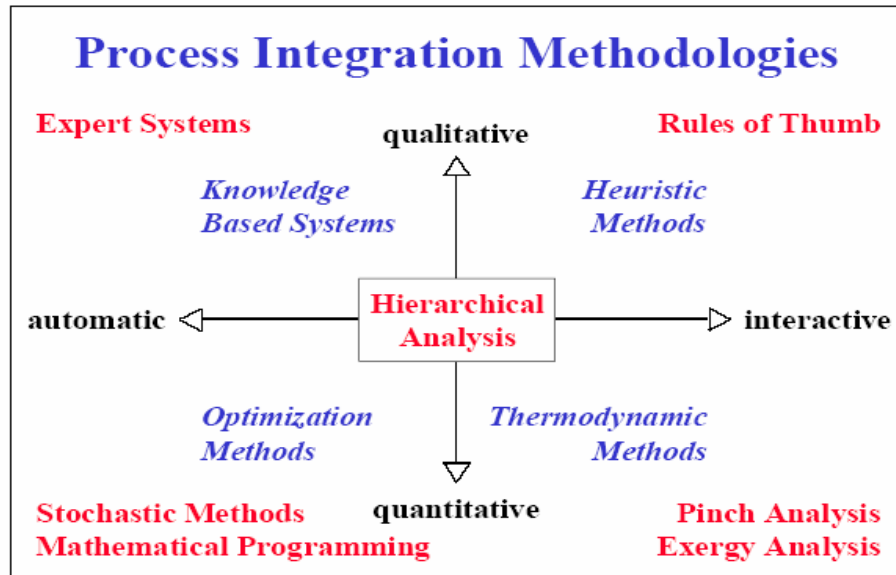 Process Integration Methodologies
Expert Systems
qualitative
Rules of Thumb
Knowledge
Based Systems
Heuristic
Methods
automatic
Hierarchical
Analysis
interactive
Optimization
Methods
Thermodynamic
Methods
Stochastic Methods
Mathematical Programming
quantitative
Pinch Analysis
Exergy Analysis